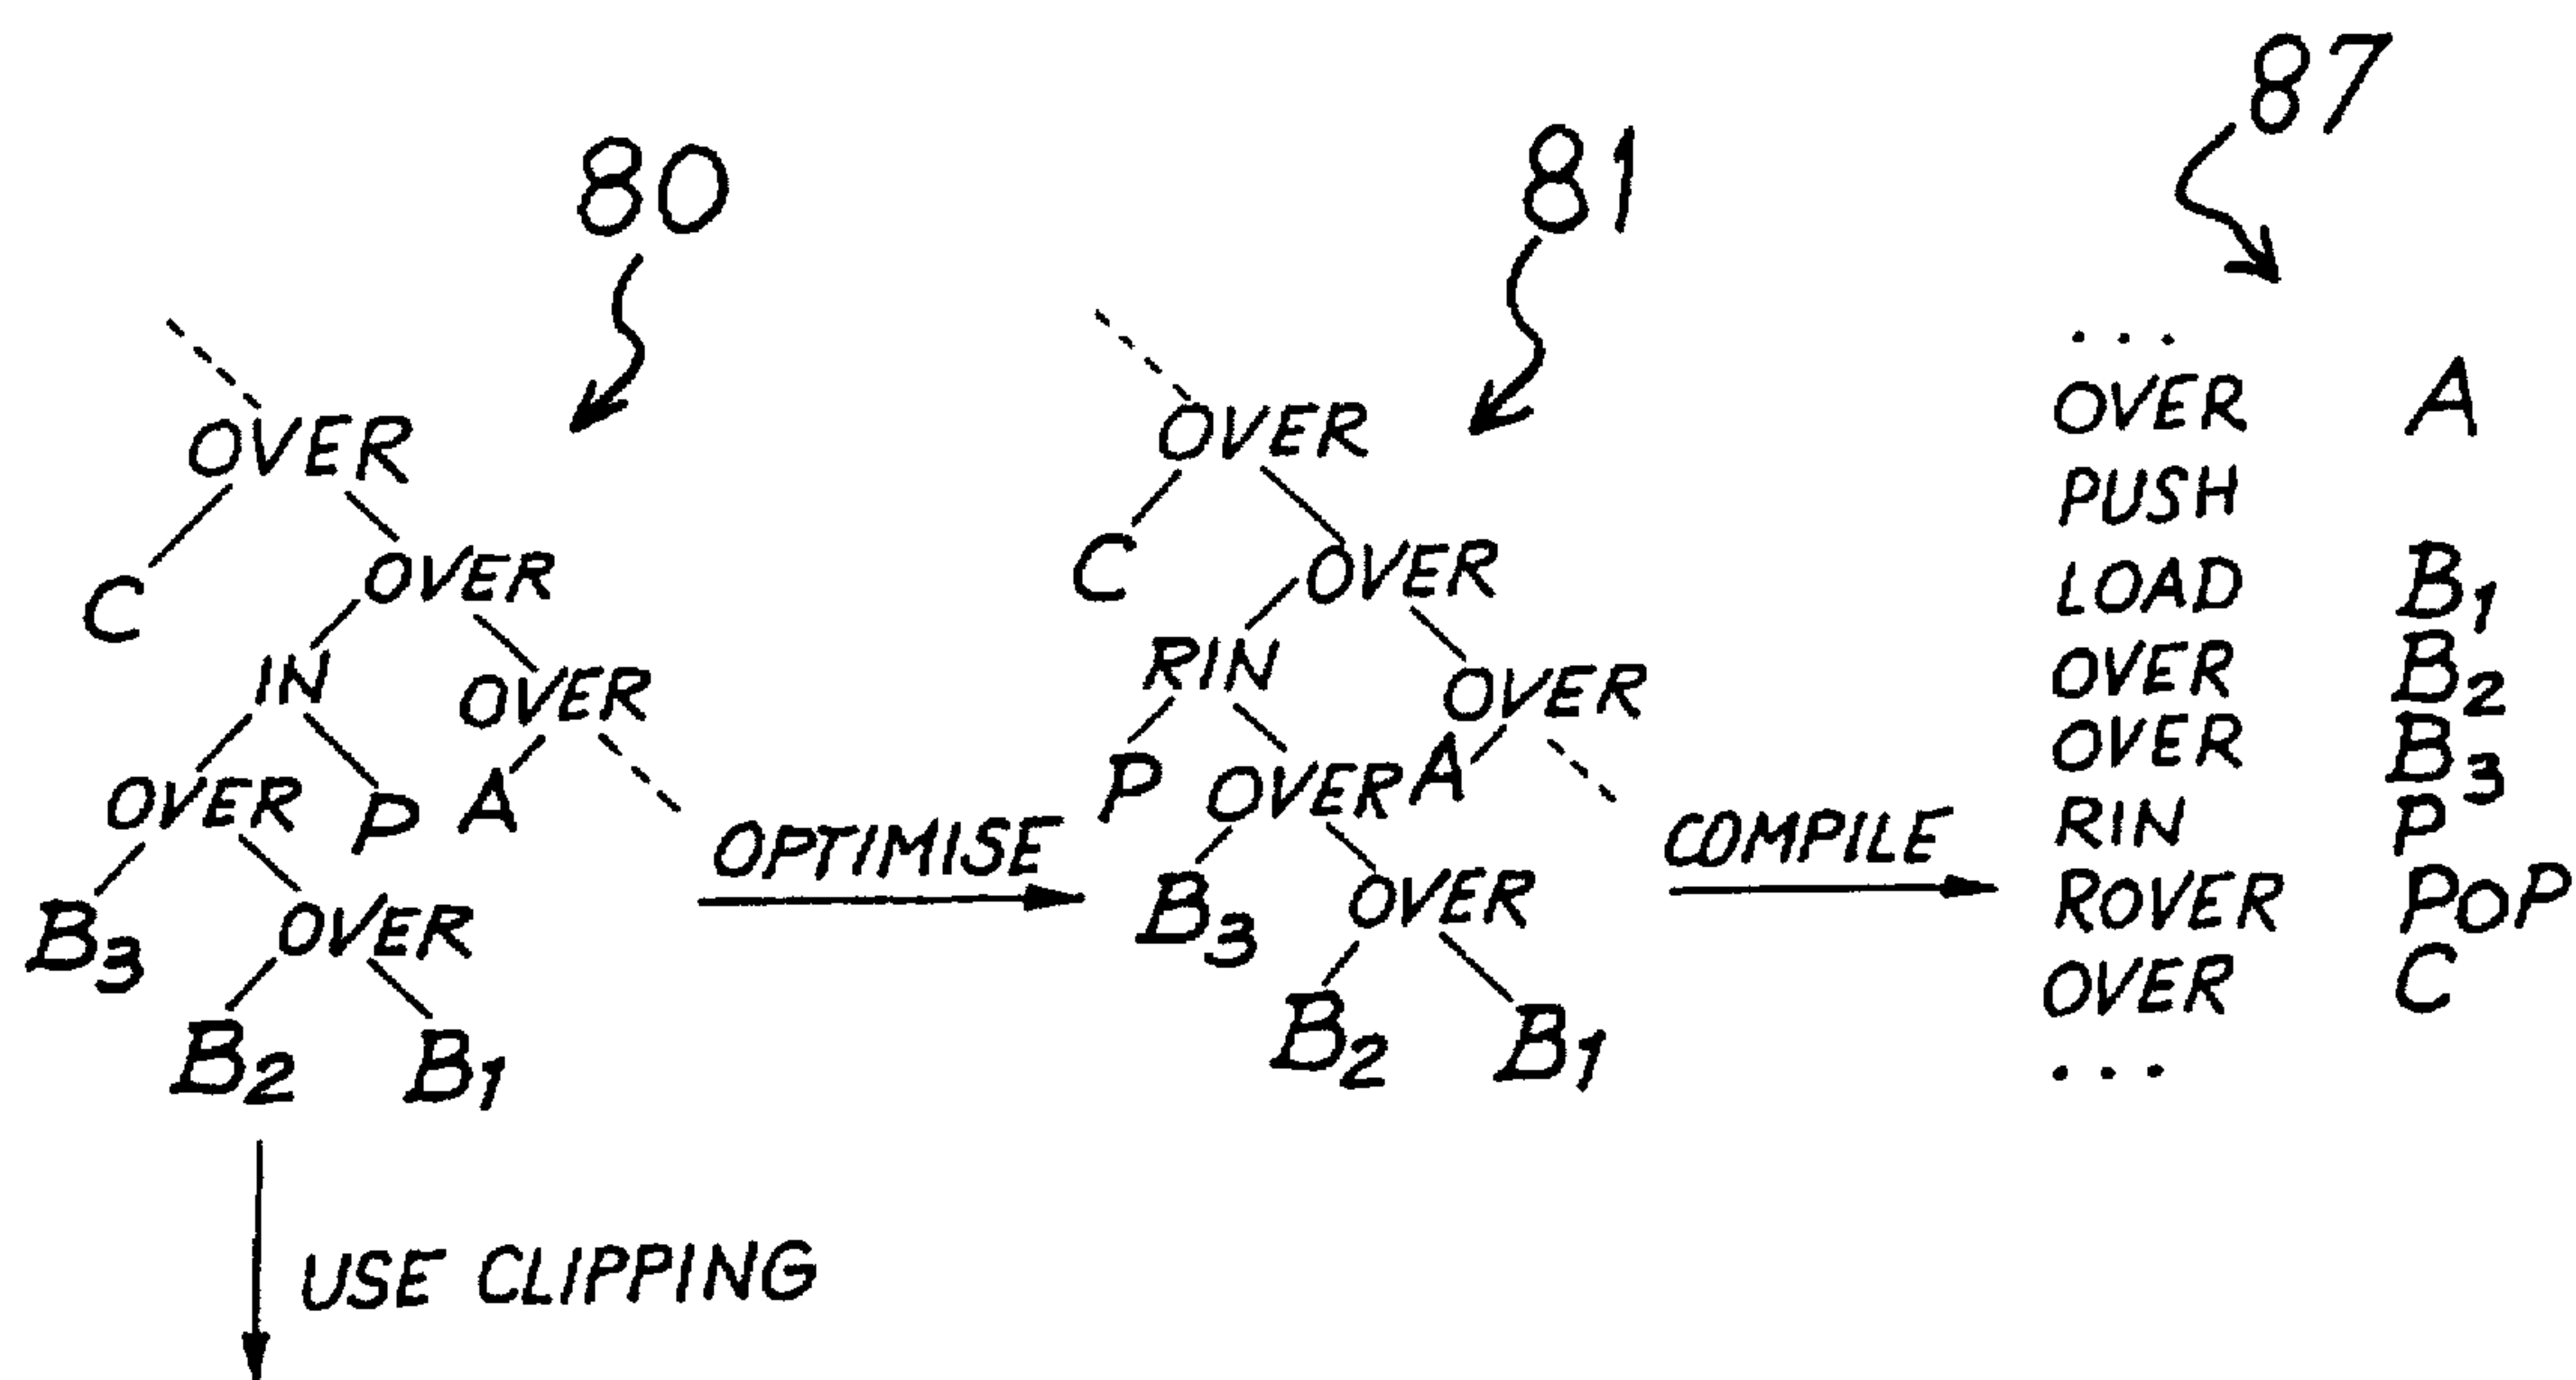 80
81
87
OVER
C
OVER
IN
OVER
OVER
P
A
B3
OVER
B2
B1
OPTIMISE
OVER
C
OVER
RIN
OVER
P
OVER
A
B3
OVER
B2
B1
COMPILE
...
OVER A
PUSH
LOAD B1
OVER B2
OVER B3
RIN P
ROVER POP
OVER C
...
USE CLIPPING